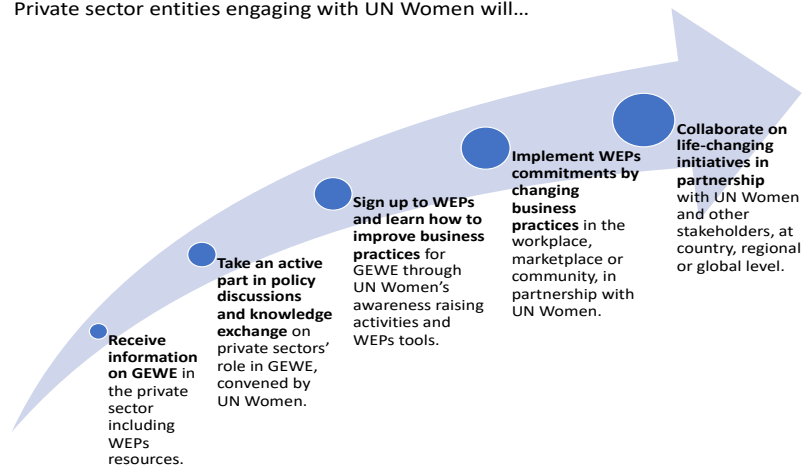 Private sector entities engaging with UN Women will...
Receive
information
on GEWE in
the private
sector
including
WEPs
resources.
Take an active
part in policy
discussions
and knowledge
exchange on
private sectors’
role in GEWE,
convened by
UN Women.
Sign up to WEPs
and learn how to
improve business
practices for
GEWE through
UN Women’s
awareness raising
activities and
WEPs tools.
Implement WEPs
commitments by
changing
business
practices in the
workplace,
marketplace or
community, in
partnership with
UN Women.
Collaborate on
life-changing
initiatives in
partnership
with UN Women
and other
stakeholders, at
country, regional
or global level.